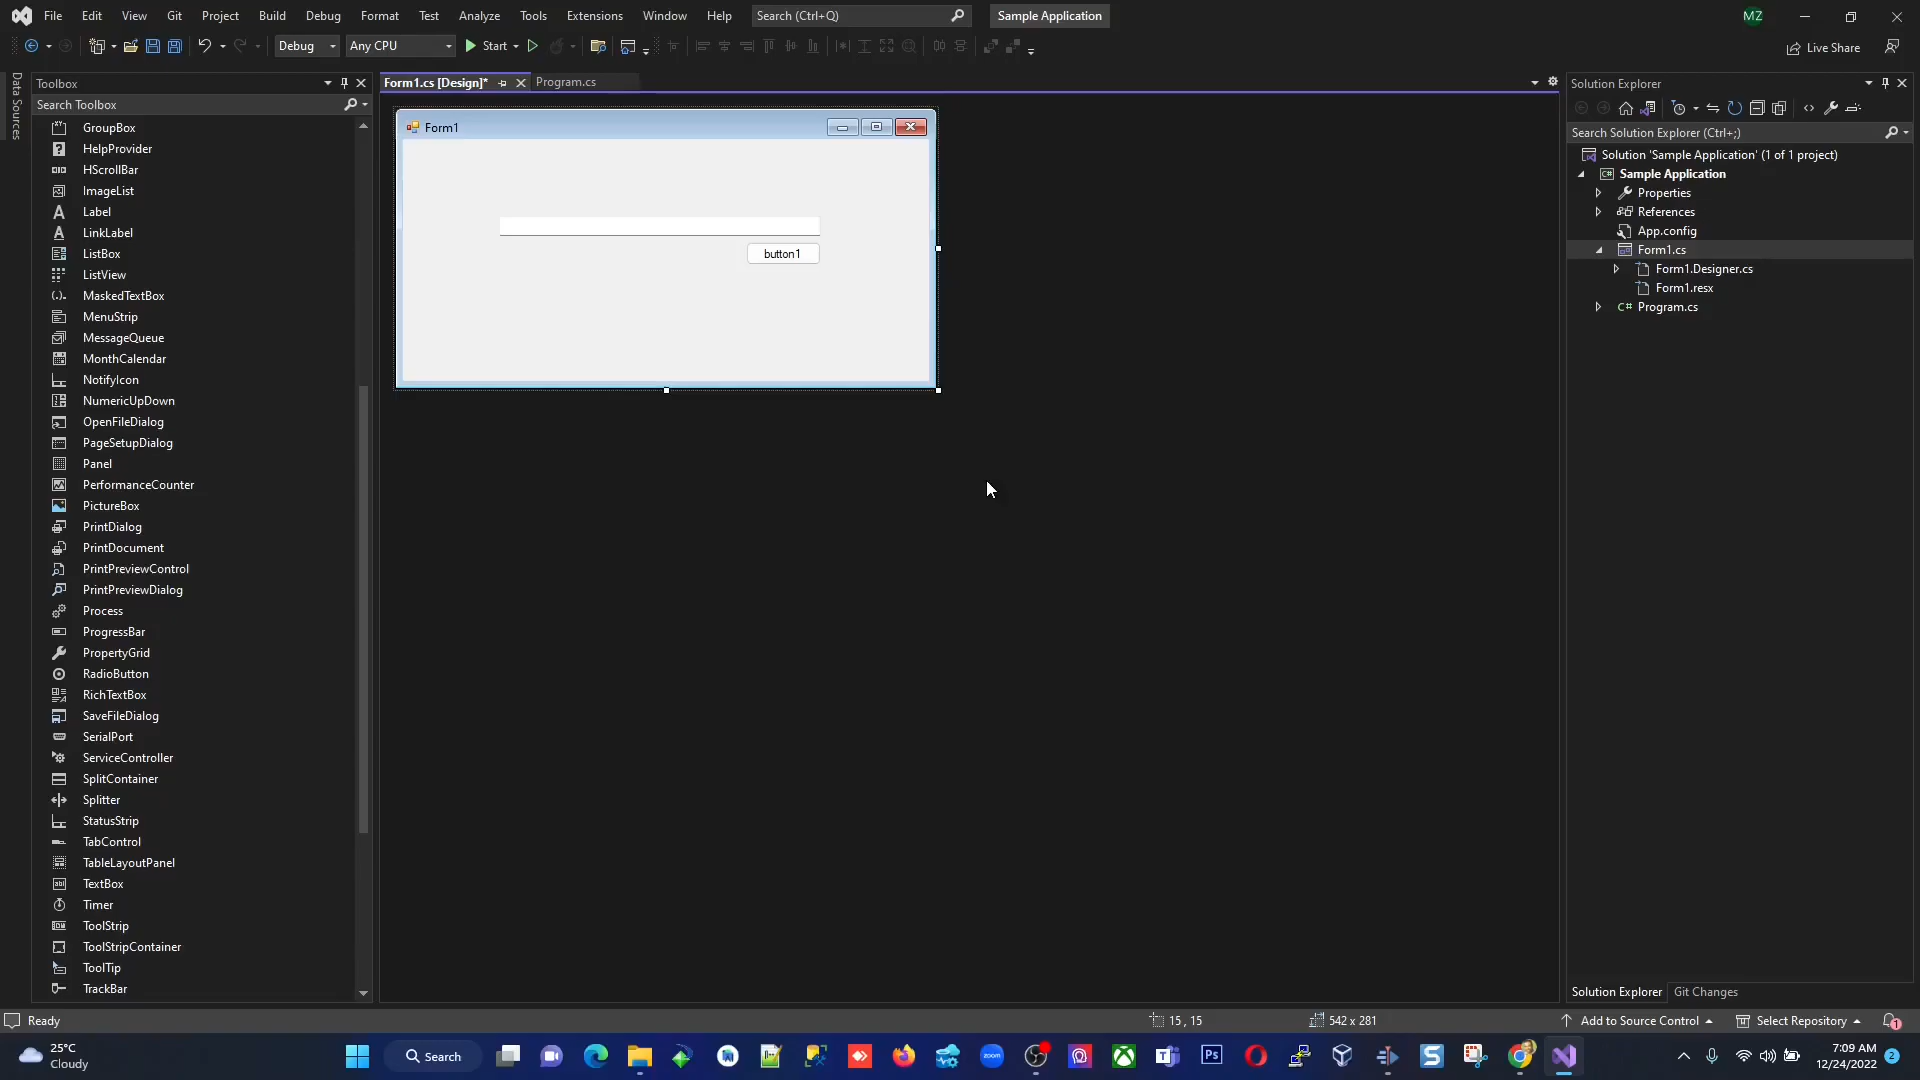 File Edit View Git Project Build Debug Format Test Analyze Tools Extensions Window Help Search (Ctrl+Q) Sample Application MZ
Debug Any CPU Start Live Share
Data Sources
Toolbox
Search Toolbox
GroupBox
HelpProvider
HScrollBar
ImageList
Label
LinkLabel
ListBox
ListView
MaskedTextBox
MenuStrip
MessageQueue
MonthCalendar
NotifyIcon
NumericUpDown
OpenFileDialog
PageSetupDialog
Panel
PerformanceCounter
PictureBox
PrintDialog
PrintDocument
PrintPreviewControl
PrintPreviewDialog
Process
ProgressBar
PropertyGrid
RadioButton
RichTextBox
SaveFileDialog
SerialPort
ServiceController
SplitContainer
Splitter
StatusStrip
TabControl
TableLayoutPanel
TextBox
Timer
ToolStrip
ToolStripContainer
ToolTip
TrackBar
Form1.cs [Design]* Program.cs
Form1
button1
Solution Explorer
Search Solution Explorer (Ctrl+;)
Solution 'Sample Application' (1 of 1 project)
C# Sample Application
Properties
References
App.config
Form1.cs
Form1.Designer.cs
Form1.resx
C# Program.cs
Solution Explorer Git Changes
Ready 15 , 15 542 x 281 Add to Source Control Select Repository 1
25°C
Cloudy
Search
zoom
Ps
S
7:09 AM
12/24/2022
2